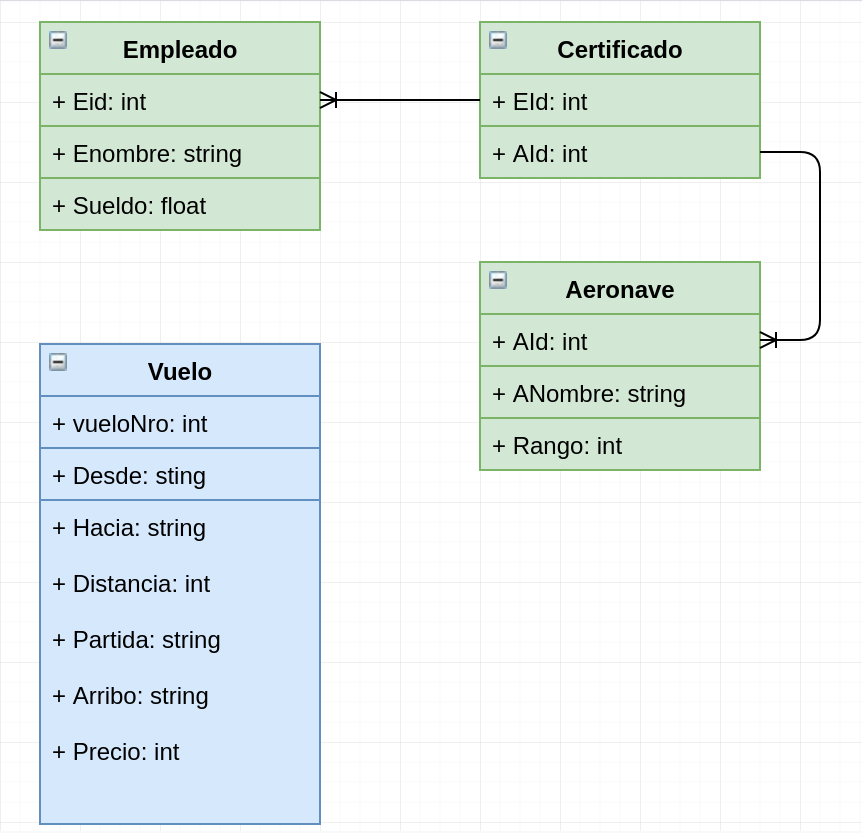 Empleado
+ Eid: int
+ Enombre: string
+ Sueldo: float
Certificado
+ EId: int
+ AId: int
Aeronave
+ AId: int
+ ANombre: string
+ Rango: int
Vuelo
+ vueloNro: int
+ Desde: sting
+ Hacia: string
+ Distancia: int
+ Partida: string
+ Arribo: string
+ Precio: int